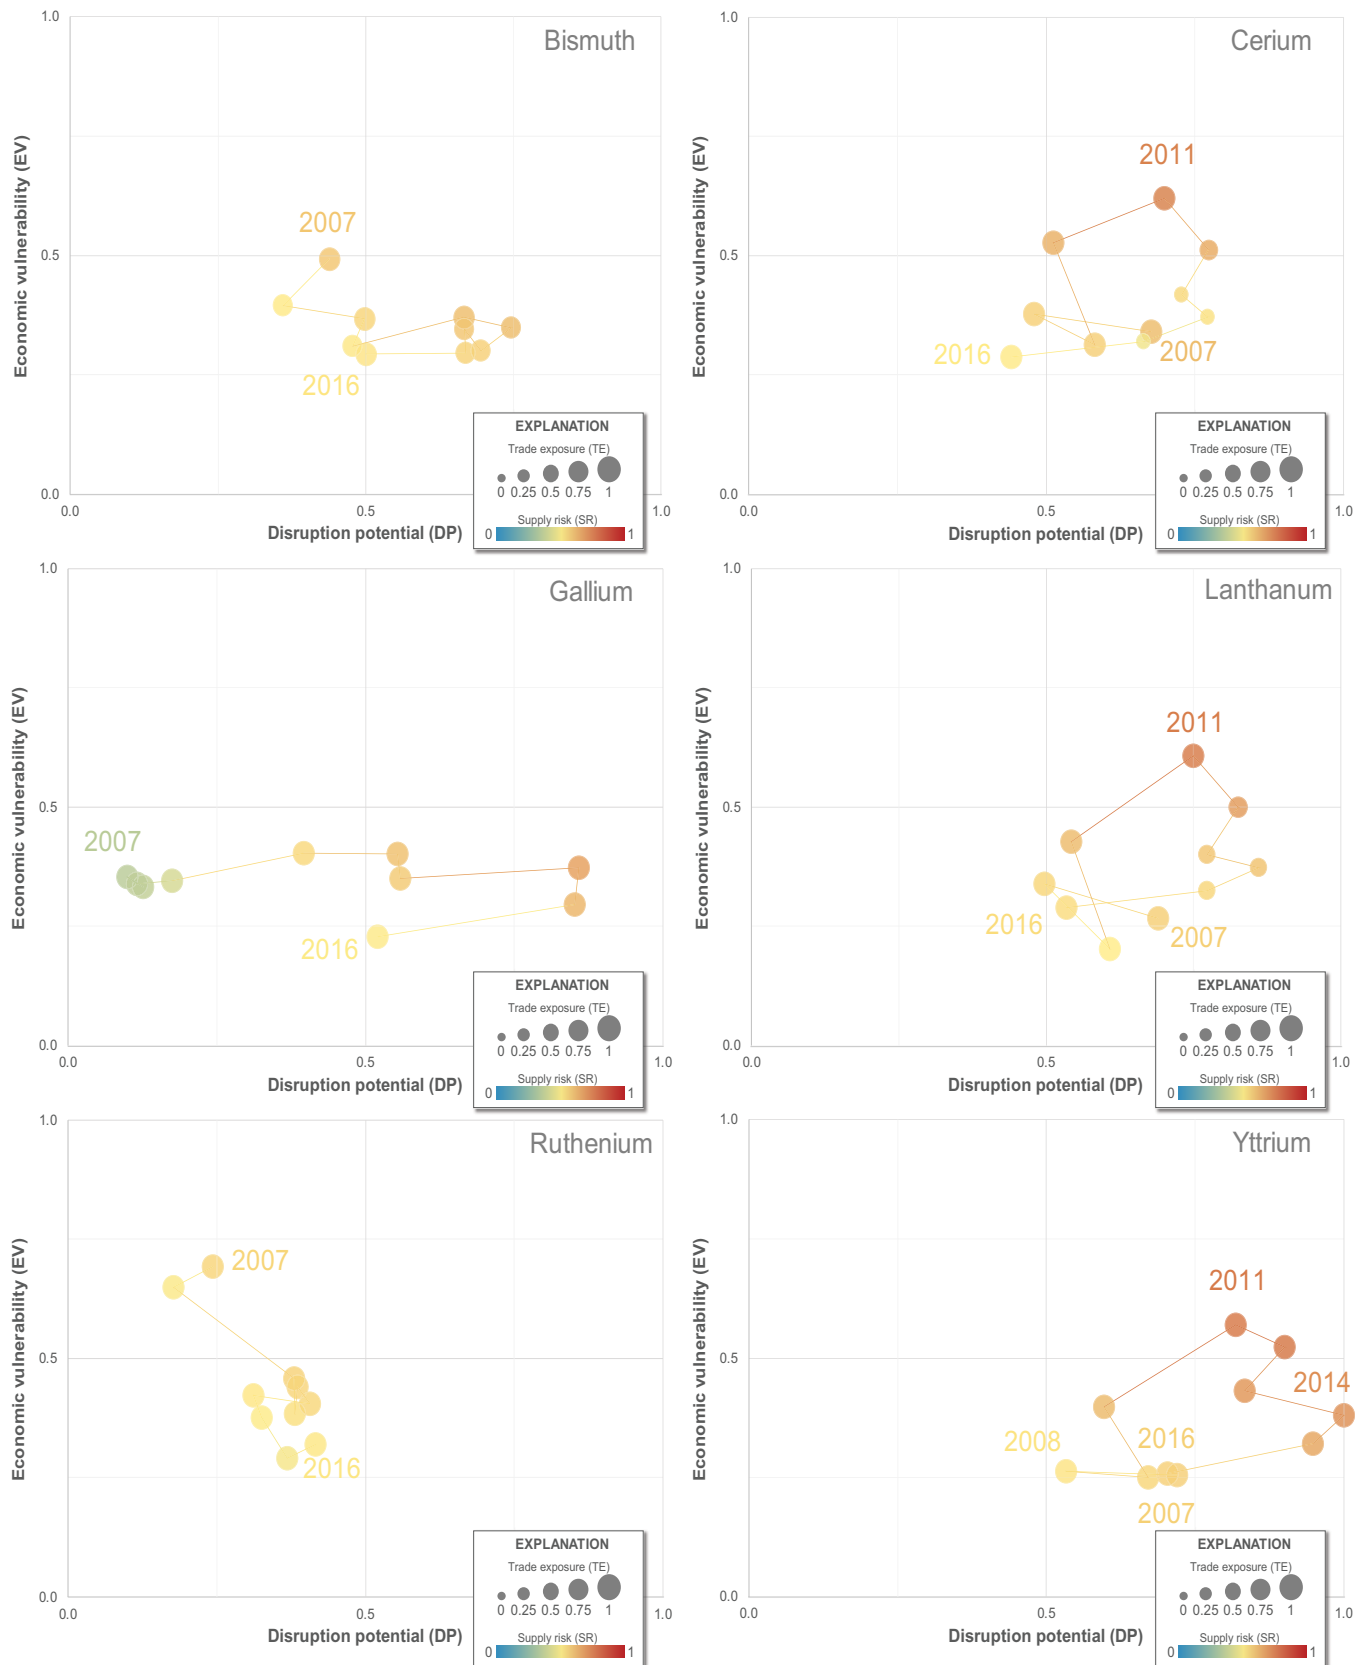 Bismuth
1.0
Economic vulnerability (EV)
2007
0.5
2016
EXPLANATION
Trade exposure (TE)
0 0.25 0.5 0.75 1
Supply risk (SR)
0 1
0.0
0.0 0.5 1.0
Disruption potential (DP)
Cerium
1.0
Economic vulnerability (EV)
2011
0.5
2016 2007
EXPLANATION
Trade exposure (TE)
0 0.25 0.5 0.75 1
Supply risk (SR)
0 1
0.0
0.0 0.5 1.0
Disruption potential (DP)
Gallium
1.0
Economic vulnerability (EV)
0.5
2007
2016
EXPLANATION
Trade exposure (TE)
0 0.25 0.5 0.75 1
Supply risk (SR)
0 1
0.0
0.0 0.5 1.0
Disruption potential (DP)
Lanthanum
1.0
Economic vulnerability (EV)
2011
0.5
2016 2007
EXPLANATION
Trade exposure (TE)
0 0.25 0.5 0.75 1
Supply risk (SR)
0 1
0.0
0.0 0.5 1.0
Disruption potential (DP)
Ruthenium
1.0
Economic vulnerability (EV)
2007
0.5
2016
EXPLANATION
Trade exposure (TE)
0 0.25 0.5 0.75 1
Supply risk (SR)
0 1
0.0
0.0 0.5 1.0
Disruption potential (DP)
Yttrium
1.0
Economic vulnerability (EV)
2011
0.5
2014
2008 2016
2007
EXPLANATION
Trade exposure (TE)
0 0.25 0.5 0.75 1
Supply risk (SR)
0 1
0.0
0.0 0.5 1.0
Disruption potential (DP)